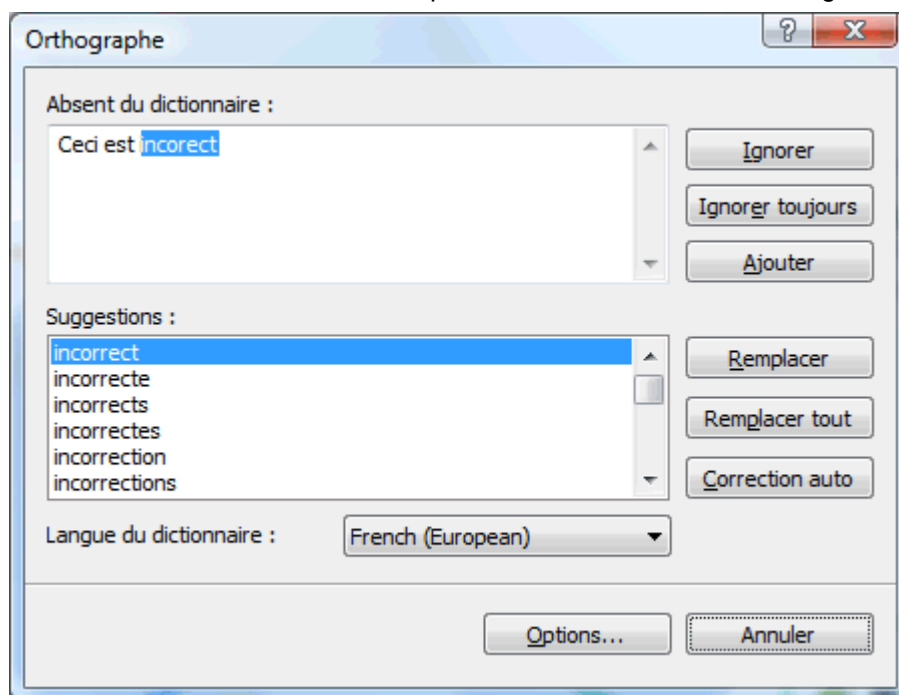 Orthographe
Absent du dictionnaire :
Ceci est incorect
Ignorer
Ignorer toujours
Ajouter
Suggestions :
incorrect
incorrecte
incorrects
incorrectes
incorrection
incorrections
Remplacer
Remplacer tout
Correction auto
Langue du dictionnaire :
French (European)
Options...
Annuler